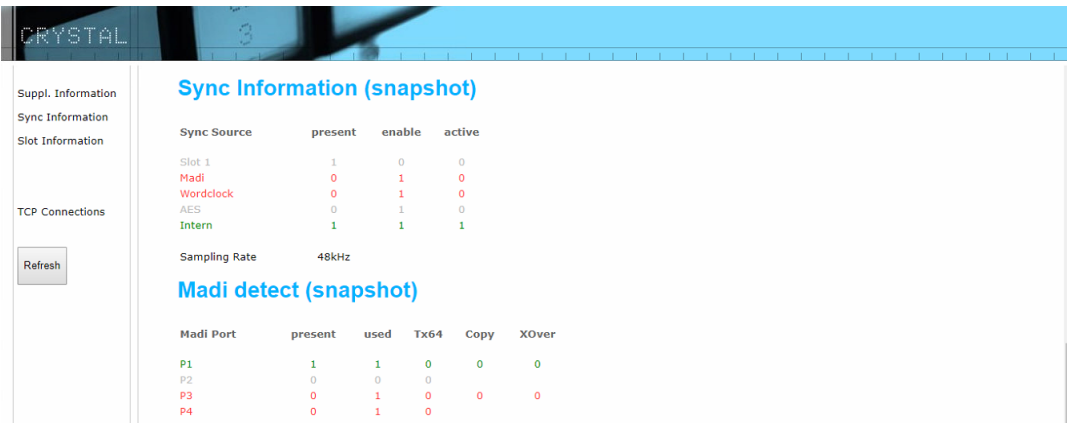 CRYSTAL
3
Suppl. Information
Sync Information
Slot Information
TCP Connections
Refresh
Sync Information (snapshot)
Sync Source present enable active
Slot 1 1 0 0
Madi 0 1 0
Wordclock 0 1 0
AES 0 1 0
Intern 1 1 1
Sampling Rate 48kHz
Madi detect (snapshot)
Madi Port present used Tx64 Copy XOver
P1 1 1 0 0 0
P2 0 0 0
P3 0 1 0 0 0
P4 0 1 0